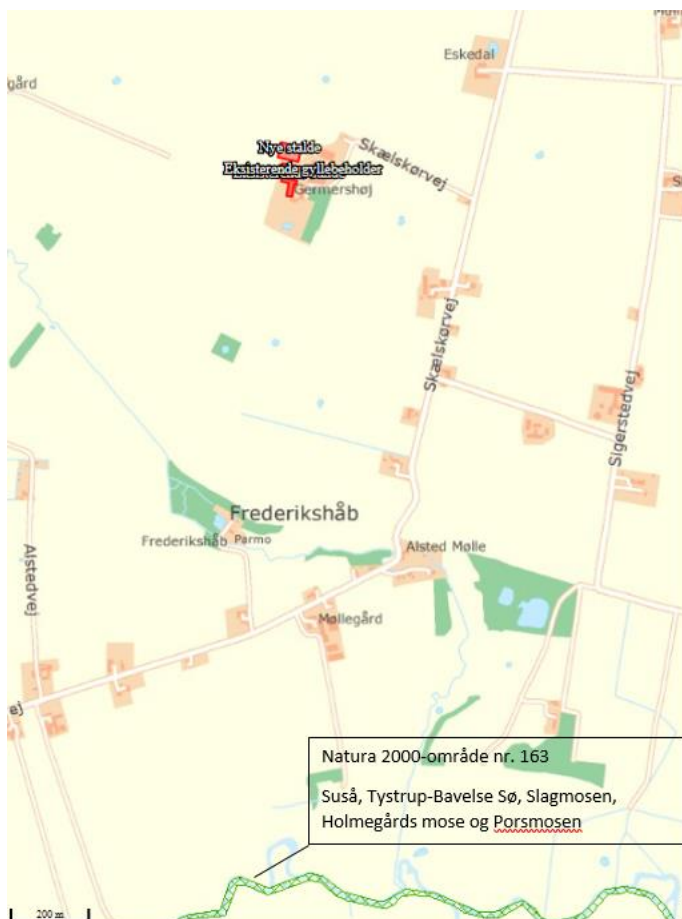 Eskedal
gård
Nye stalde
Eksisterende gyllebeholder
Germershøj
Skælskørvej
Skælskørvej
Sigerstedvej
Frederikshåb
Frederikshåb
Parmo
Alsted Mølle
Alstedvej
Møllegård
ej
Natura 2000-område nr. 163
Suså, Tystrup-Bavelse Sø, Slagmosen,
Holmegårds mose og Porsmosen
200 m